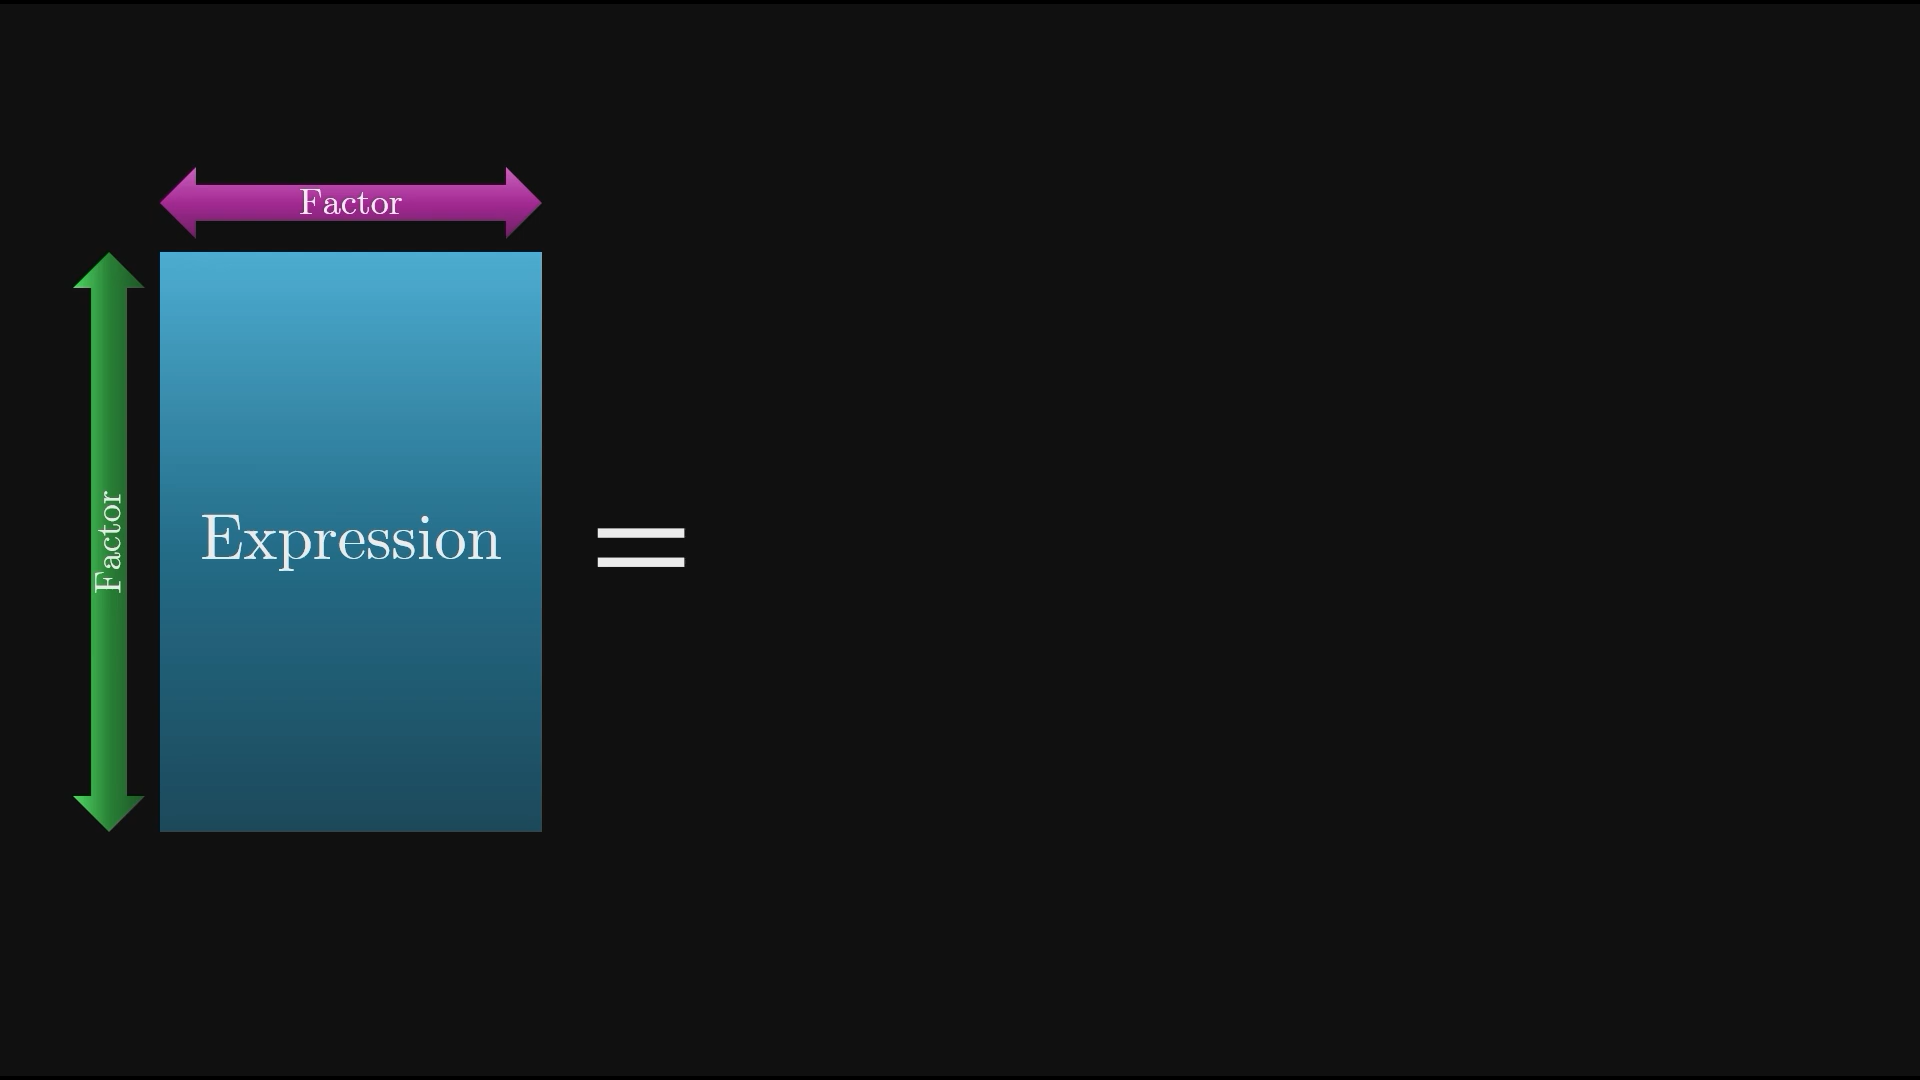 Factor
Factor
Expression
=